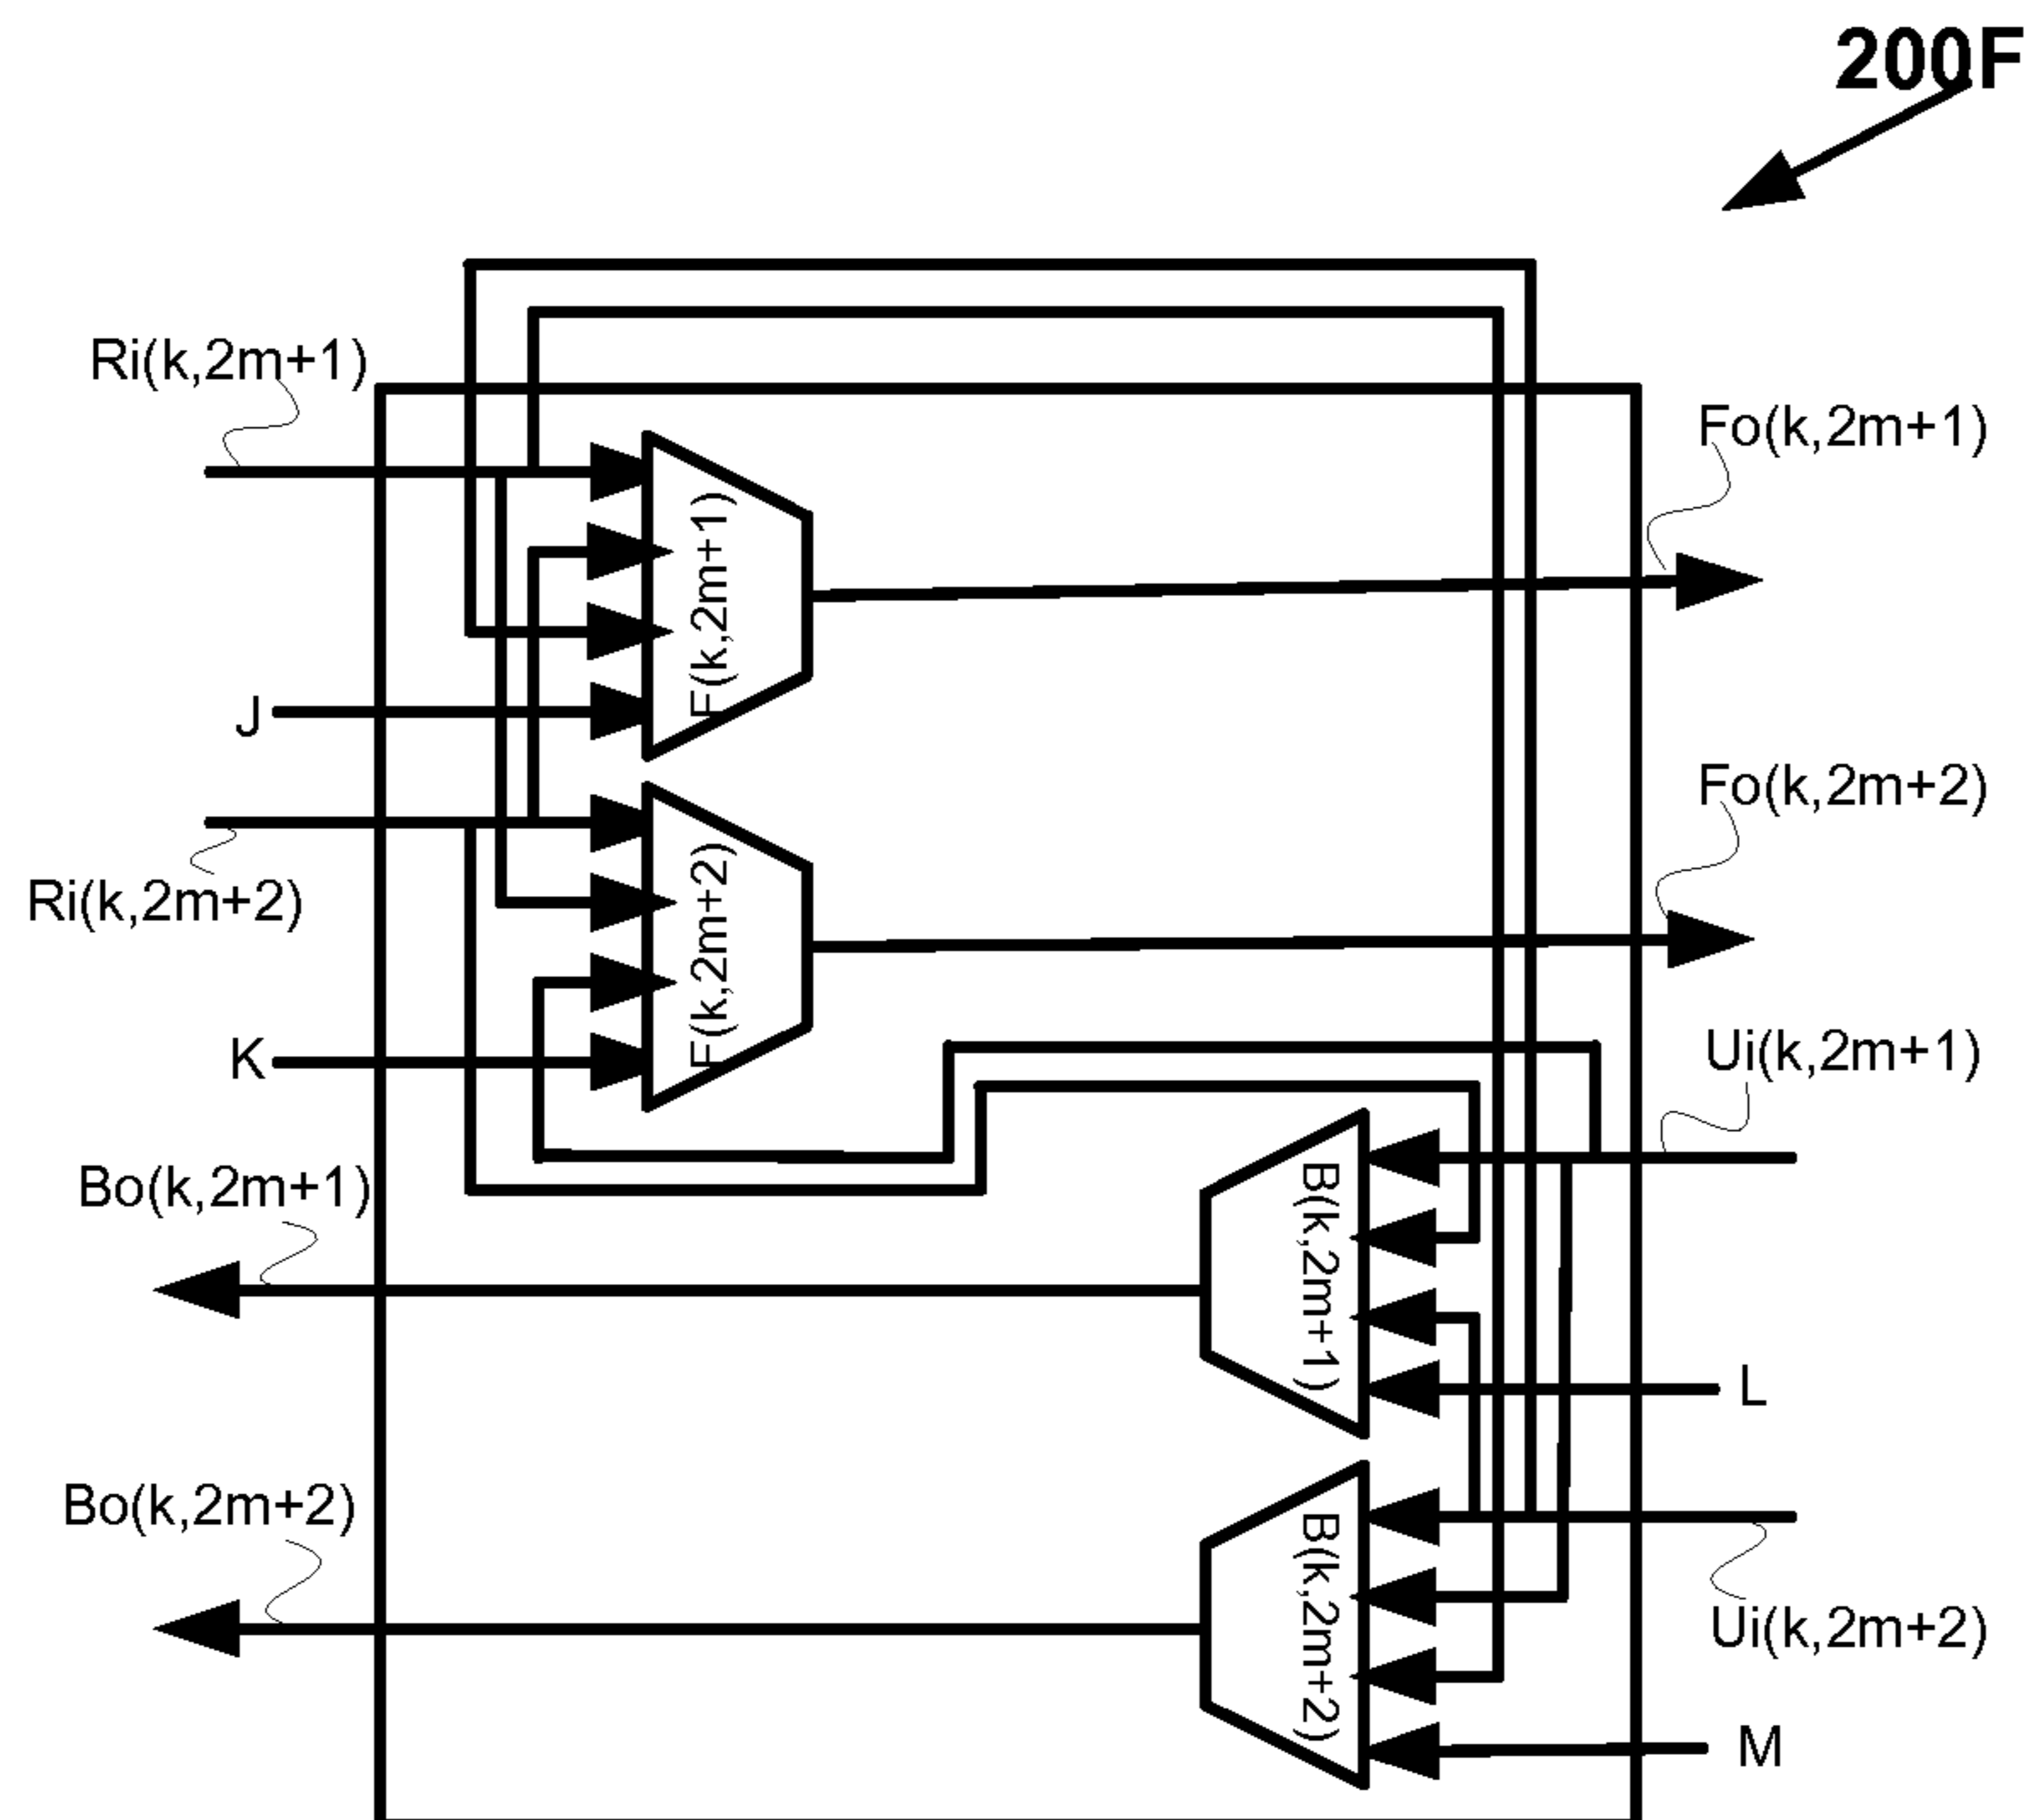 200F
Ri(k,2m+1)
Fo(k,2m+1)
F(k,2m+1)
J
Fo(k,2m+2)
Ri(k,2m+2)
F(k,2m+2)
K
Ui(k,2m+1)
Bo(k,2m+1)
B(k,2m+1)
L
Bo(k,2m+2)
B(k,2m+2)
Ui(k,2m+2)
M